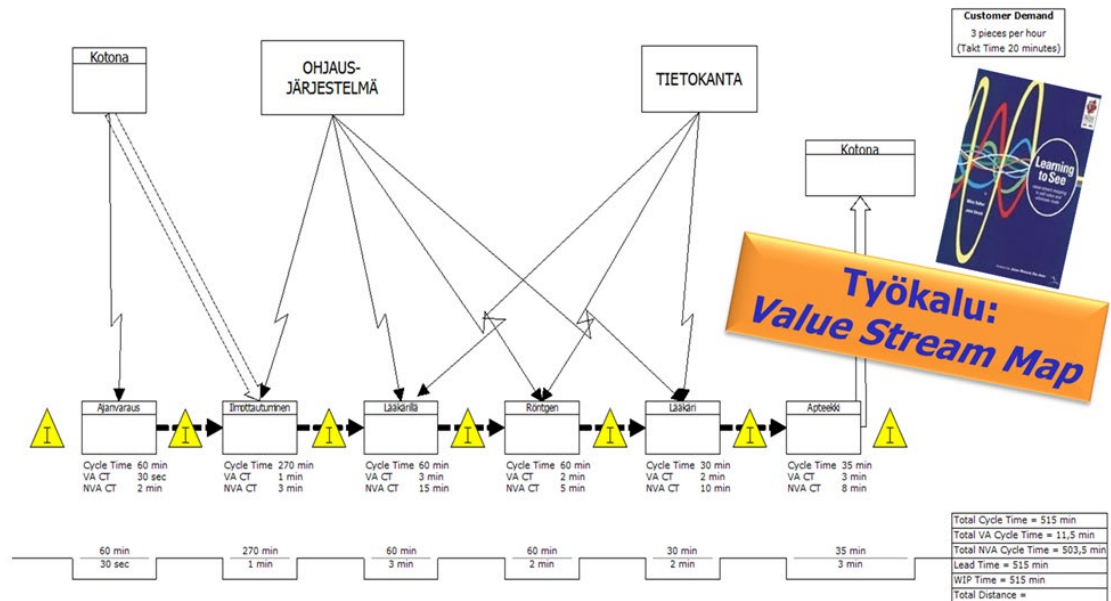 Customer Demand
3 pieces per hour
(Takt Time 20 minutes)
Kotona
OHJAUS-
JÄRJESTELMÄ
TIETOKANTA
Kotona
Learning
to See
Työkalu:
Value Stream Map
I
Ajanvaraus
I
Ilmottautuminen
I
Lääkärillä
I
Röntgen
I
Lääkäri
I
Apteekki
I
Cycle Time 60 min
VA CT 30 sec
NVA CT 2 min
Cycle Time 270 min
VA CT 1 min
NVA CT 3 min
Cycle Time 60 min
VA CT 3 min
NVA CT 15 min
Cycle Time 60 min
VA CT 2 min
NVA CT 5 min
Cycle Time 30 min
VA CT 2 min
NVA CT 10 min
Cycle Time 35 min
VA CT 3 min
NVA CT 8 min
60 min
30 sec
270 min
1 min
60 min
3 min
60 min
2 min
30 min
2 min
35 min
3 min
Total Cycle Time = 515 min
Total VA Cycle Time = 11,5 min
Total NVA Cycle Time = 503,5 min
Lead Time = 515 min
WIP Time = 515 min
Total Distance =